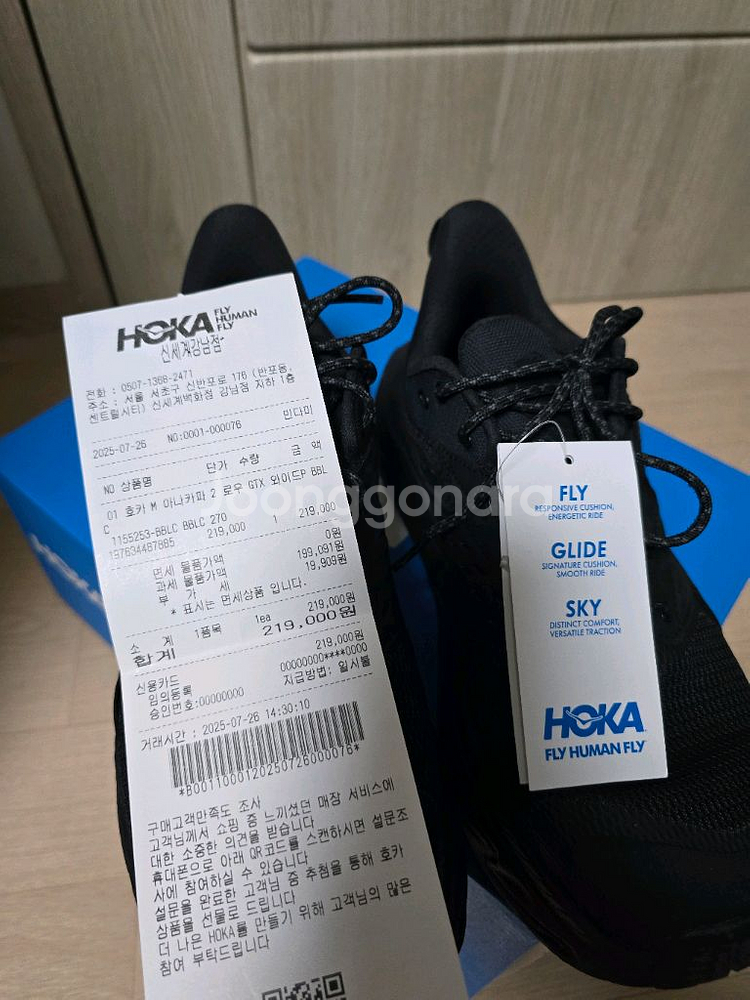 HOKA FLY HUMAN FLY
신세계강남점
전화 : 0507-1368-2471
주소 : 서울 서초구 신반포로 176 (반포동,
센트럴시티) 신세계백화점 강남점 지하 1층
2025-07-26 NO:0001-000076 민다미
NO 상품명 단가 수량 금 액
01 호카 M 아나카파 2 로우 GTX 와이드P BBL
C
1155253-BBLC BBLC 270
197634487885 219,000 1 219,000
면세 물품가액 0원
과세 물품가액 199,091원
부 가 세 19,909원
* 표시는 면세상품 입니다.
소 계 1품목 1ea 219,000원
합계 219,000원
신용카드 219,000원
임의등록 00000000****0000
승인번호:00000000 지급방법: 일시불
거래시간 : 2025-07-26 14:30:10
*B0011000120250726000076*
구매고객만족도 조사
고객님께서 쇼핑 중 느끼셨던 매장 서비스에
대한 소중한 의견을 받습니다
휴대폰으로 아래 QR코드를 스캔하시면 설문조
사에 참여하실 수 있습니다
설문을 완료한 고객님 중 추첨을 통해 호카
상품을 선물로 드립니다
더 나은 HOKA를 만들기 위해 고객님의 많은
참여 부탁드립니다
FLY
RESPONSIVE CUSHION,
ENERGETIC RIDE
GLIDE
SIGNATURE CUSHION,
SMOOTH RIDE
SKY
DISTINCT COMFORT,
VERSATILE TRACTION
HOKA
FLY HUMAN FLY
Joonggonara